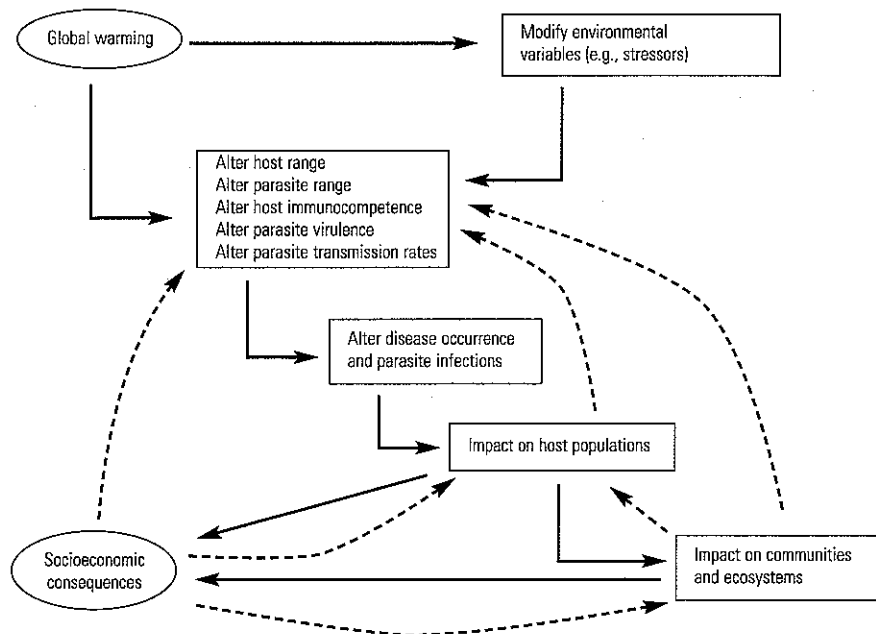 Global warming
Modify environmental
variables (e.g., stressors)
Alter host range
Alter parasite range
Alter host immunocompetence
Alter parasite virulence
Alter parasite transmission rates
Alter disease occurrence
and parasite infections
Impact on host populations
Socioeconomic
consequences
Impact on communities
and ecosystems